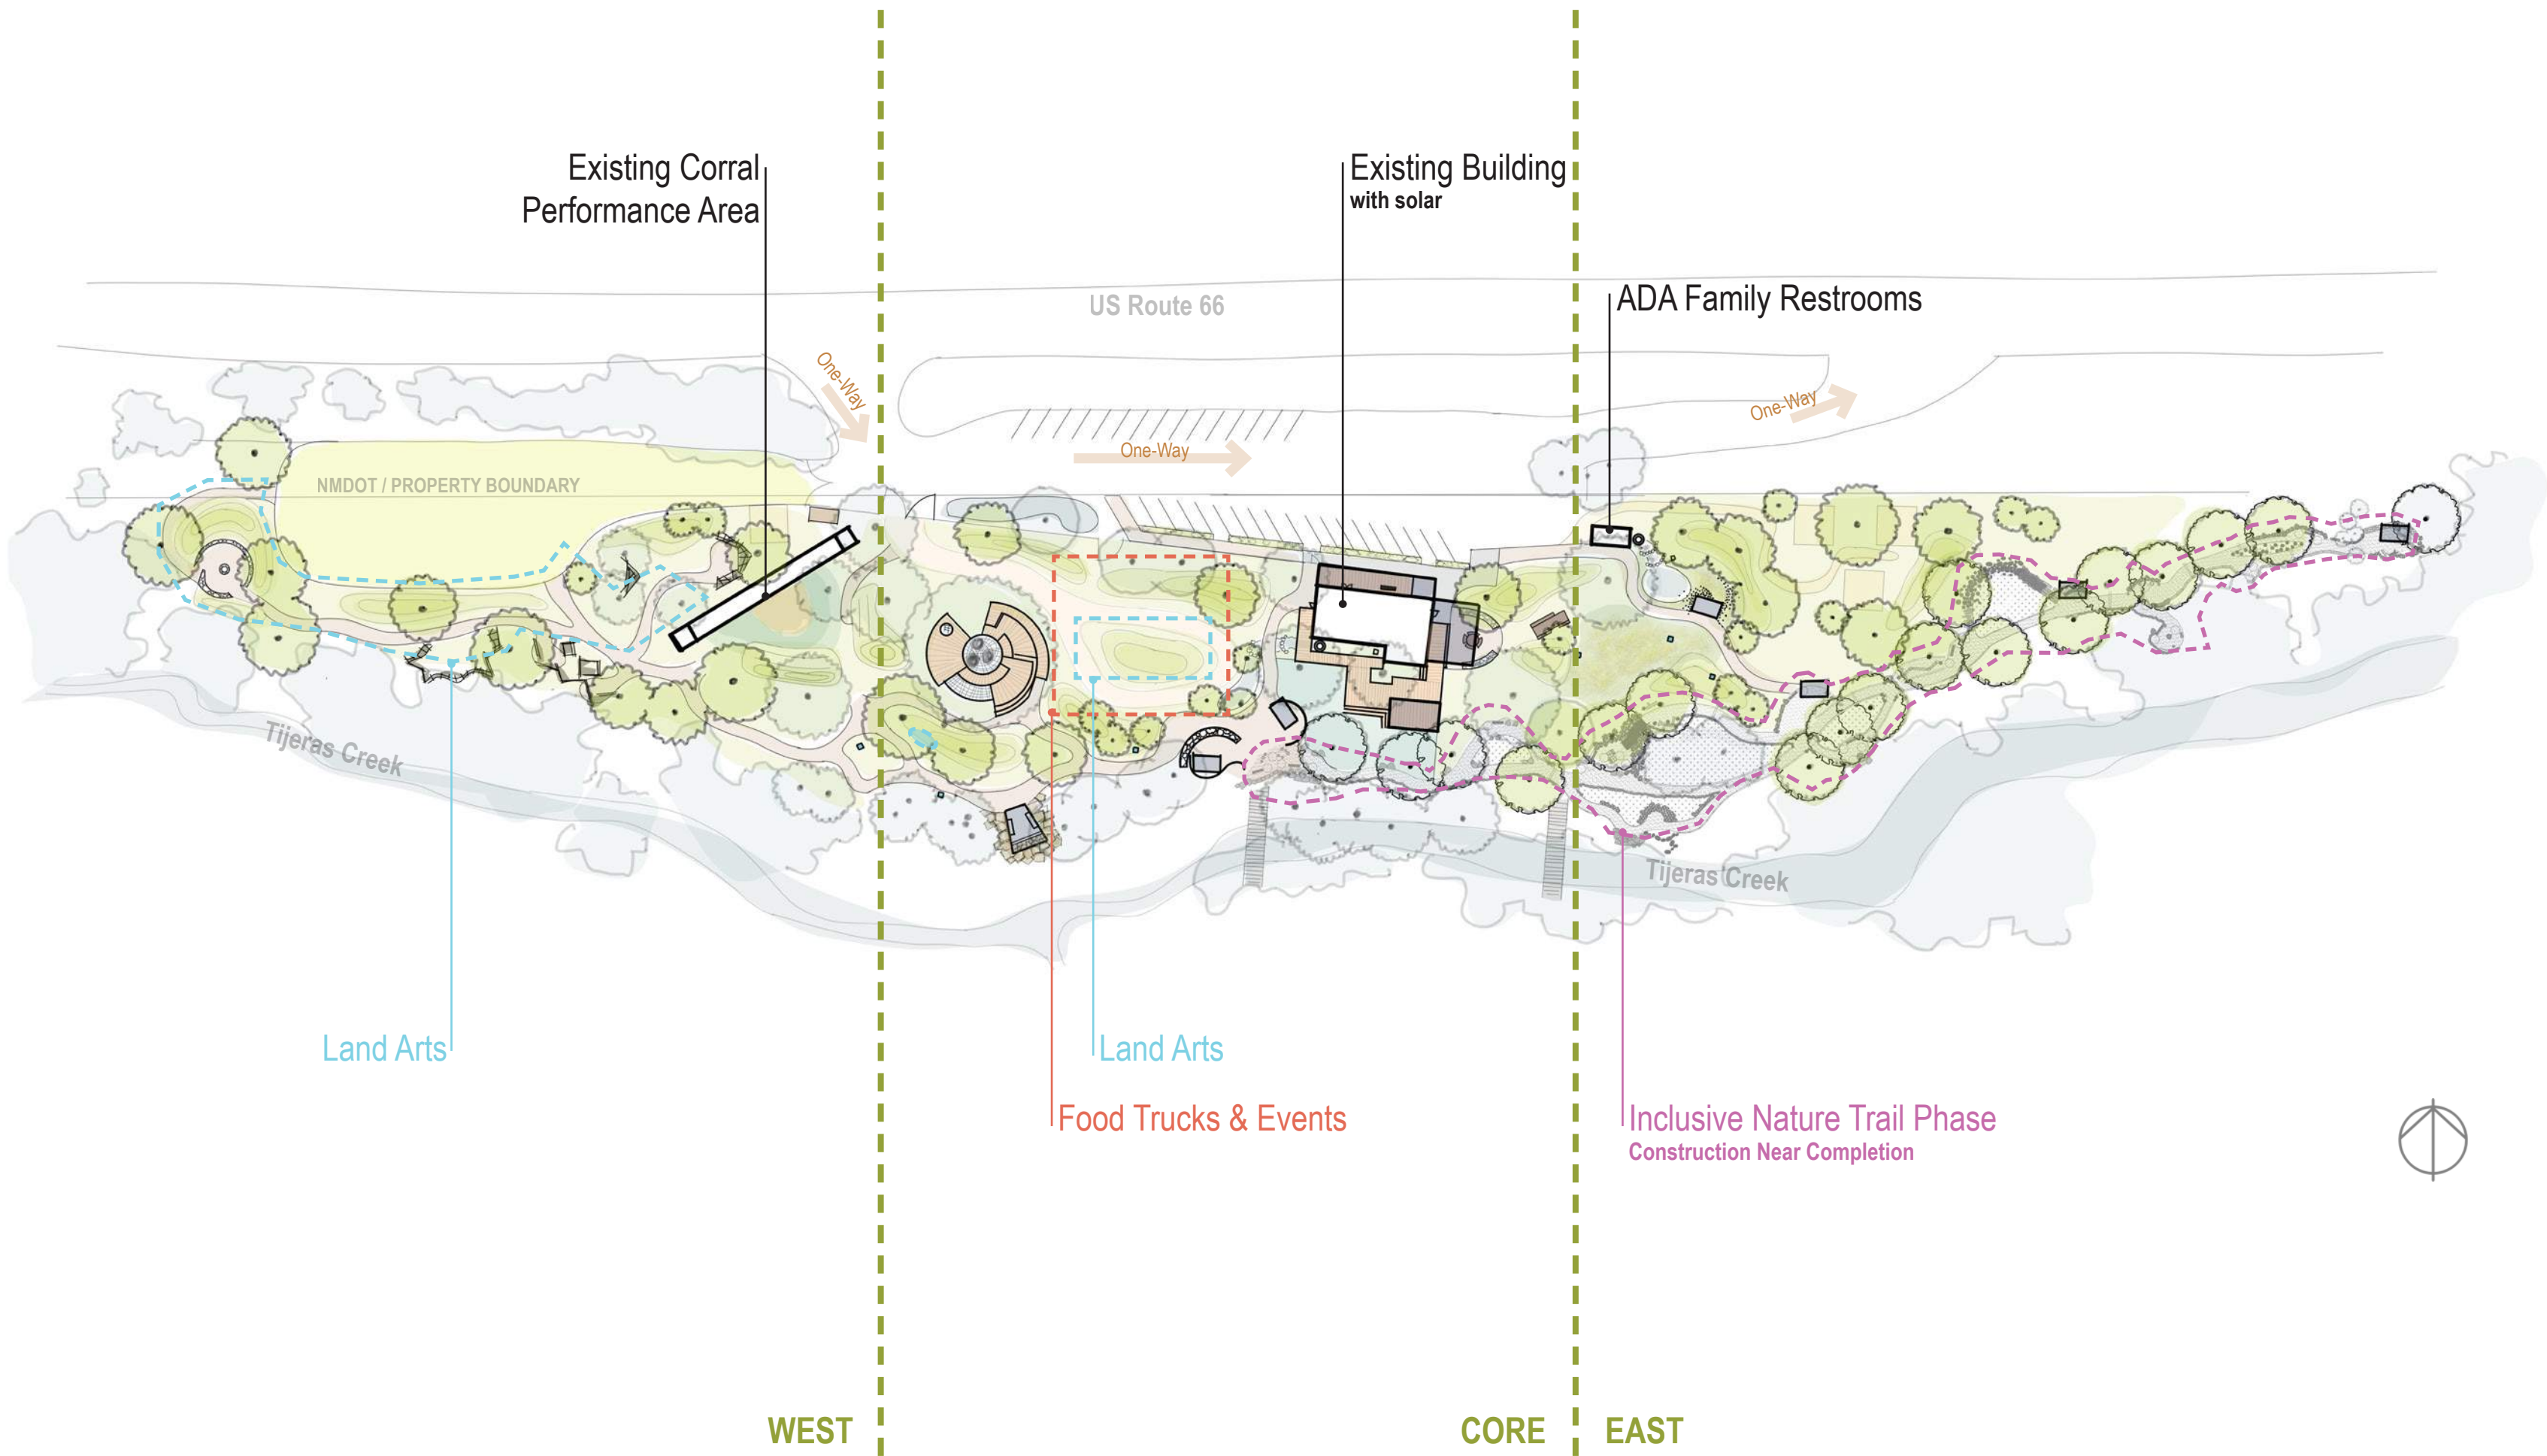 Existing Corral
Performance Area
Existing Building
with solar
US Route 66
ADA Family Restrooms
One-Way
One-Way
One-Way
NMDOT / PROPERTY BOUNDARY
Tijeras Creek
Tijeras Creek
Land Arts
Land Arts
Food Trucks & Events
Inclusive Nature Trail Phase
Construction Near Completion
WEST
CORE
EAST